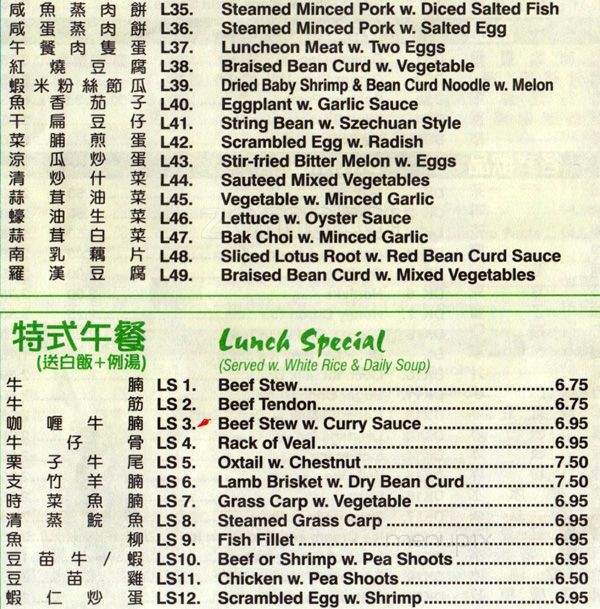 咸魚蒸肉餅 L35. Steamed Minced Pork w. Diced Salted Fish
咸蛋蒸肉餅 L36. Steamed Minced Pork w. Salted Egg
午餐肉隻蛋 L37. Luncheon Meat w. Two Eggs
紅燒豆腐 L38. Braised Bean Curd w. Vegetable
蝦米粉絲節瓜 L39. Dried Baby Shrimp & Bean Curd Noodle w. Melon
魚香茄子 L40. Eggplant w. Garlic Sauce
干扁豆仔 L41. String Bean w. Szechuan Style
菜脯煎蛋 L42. Scrambled Egg w. Radish
涼瓜炒蛋 L43. Stir-fried Bitter Melon w. Eggs
清炒什菜 L44. Sauteed Mixed Vegetables
蒜茸油菜 L45. Vegetable w. Minced Garlic
蠔油生菜 L46. Lettuce w. Oyster Sauce
蒜茸白菜 L47. Bak Choi w. Minced Garlic
南乳藕片 L48. Sliced Lotus Root w. Red Bean Curd Sauce
羅漢豆腐 L49. Braised Bean Curd w. Mixed Vegetables
特式午餐 Lunch Special
(送白飯+例湯) (Served w. White Rice & Daily Soup)
牛腩 LS 1. Beef Stew 6.75
牛筋 LS 2. Beef Tendon 6.75
咖喱牛腩 LS 3. Beef Stew w. Curry Sauce 6.95
牛仔骨 LS 4. Rack of Veal 6.95
栗子牛尾 LS 5. Oxtail w. Chestnut 7.50
支竹羊腩 LS 6. Lamb Brisket w. Dry Bean Curd 7.50
時菜魚腩 LS 7. Grass Carp w. Vegetable 6.95
清蒸鯇魚 LS 8. Steamed Grass Carp 6.95
魚柳 LS 9. Fish Fillet 6.95
豆苗牛/蝦 LS10. Beef or Shrimp w. Pea Shoots 6.95
豆苗雞 LS11. Chicken w. Pea Shoots 6.50
蝦仁炒蛋 LS12. Scrambled Egg w. Shrimp 6.95